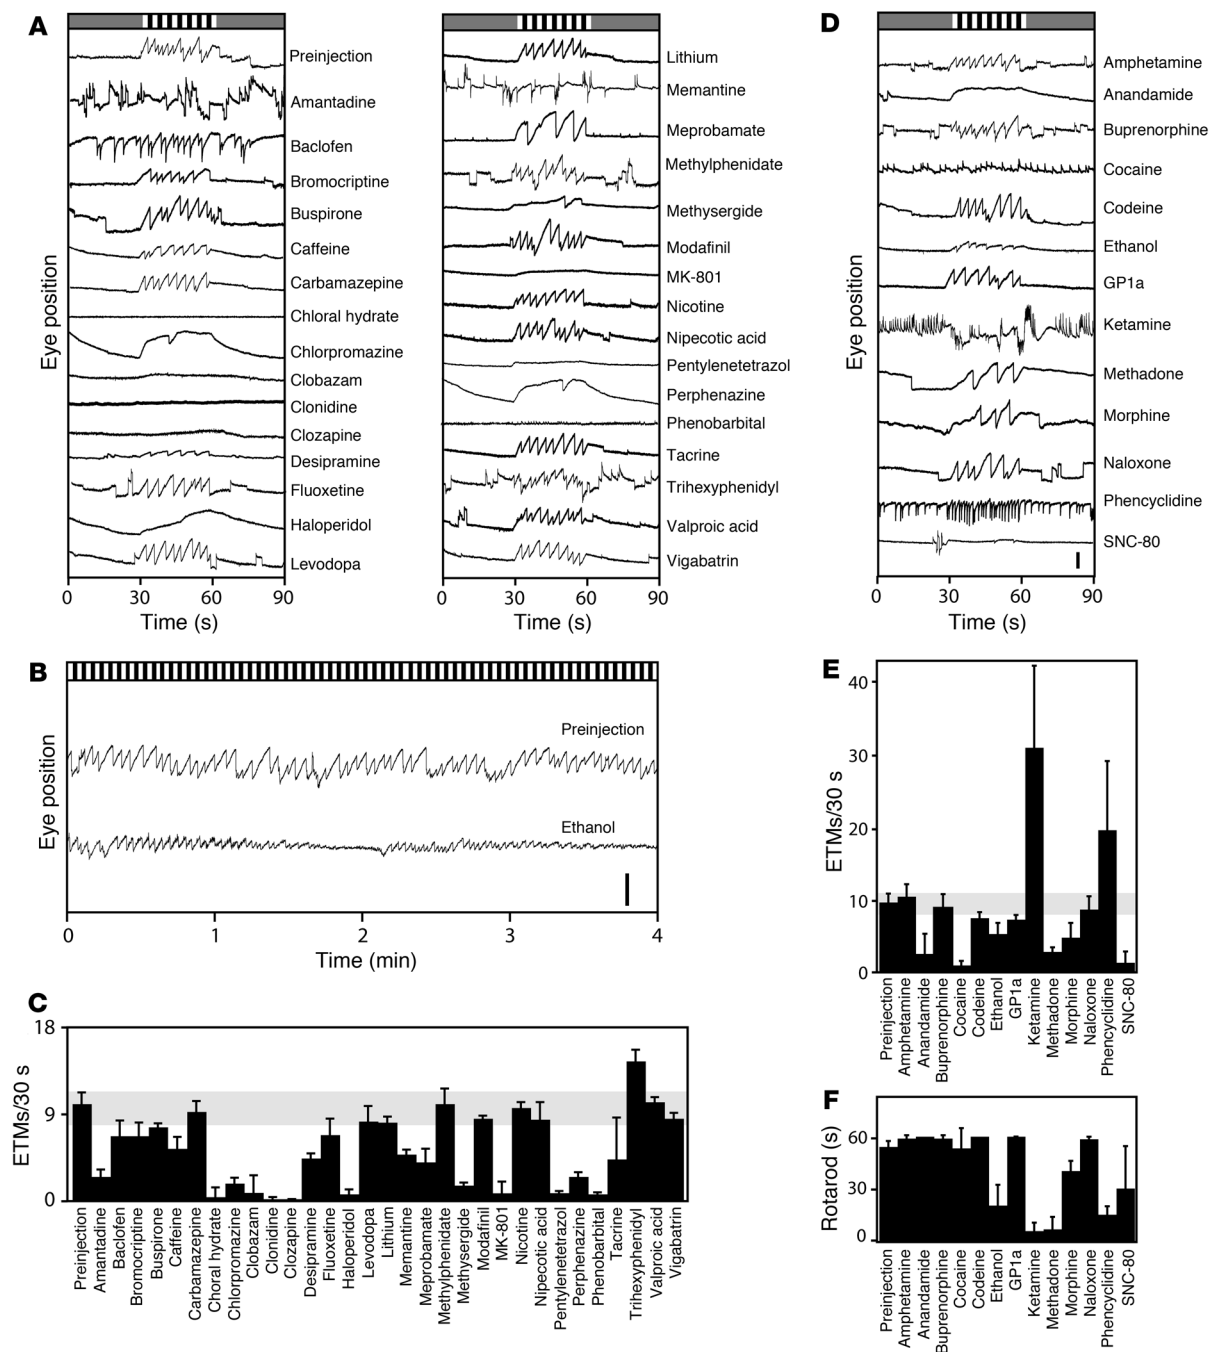 A
Preinjection
Amantadine
Baclofen
Bromocriptine
Buspirone
Caffeine
Carbamazepine
Chloral hydrate
Chlorpromazine
Clobazam
Clonidine
Clozapine
Desipramine
Fluoxetine
Haloperidol
Levodopa
Eye position
0 30 60 90
Time (s)
Lithium
Memantine
Meprobamate
Methylphenidate
Methysergide
Modafinil
MK-801
Nicotine
Nipecotic acid
Pentylenetetrazol
Perphenazine
Phenobarbital
Tacrine
Trihexyphenidyl
Valproic acid
Vigabatrin
0 30 60 90
Time (s)
B
Eye position
Preinjection
Ethanol
0 1 2 3 4
Time (min)
C
ETMs/30 s
18
9
0
Preinjection
Amantadine
Baclofen
Bromocriptine
Buspirone
Caffeine
Carbamazepine
Choral hydrate
Chlorpromazine
Clobazam
Clonidine
Clozapine
Desipramine
Fluoxetine
Haloperidol
Levodopa
Lithium
Memantine
Meprobamate
Methylphenidate
Methysergide
Modafinil
MK-801
Nicotine
Nipecotic acid
Pentylenetetrazol
Perphenazine
Phenobarbital
Tacrine
Trihexyphenidyl
Valproic acid
Vigabatrin
D
Eye position
Amphetamine
Anandamide
Buprenorphine
Cocaine
Codeine
Ethanol
GP1a
Ketamine
Methadone
Morphine
Naloxone
Phencyclidine
SNC-80
0 30 60 90
Time (s)
E
ETMs/30 s
40
30
20
10
0
Preinjection
Amphetamine
Anandamide
Buprenorphine
Cocaine
Codeine
Ethanol
GP1a
Ketamine
Methadone
Morphine
Naloxone
Phencyclidine
SNC-80
F
Rotarod (s)
60
30
0
Preinjection
Amphetamine
Anandamide
Buprenorphine
Cocaine
Codeine
Ethanol
GP1a
Ketamine
Methadone
Morphine
Naloxone
Phencyclidine
SNC-80